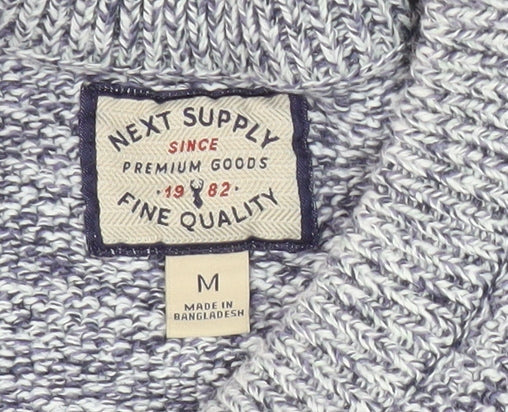 NEXT SUPPLY
SINCE
PREMIUM GOODS
· 19 82 ·
FINE QUALITY
M
MADE IN
BANGLADESH